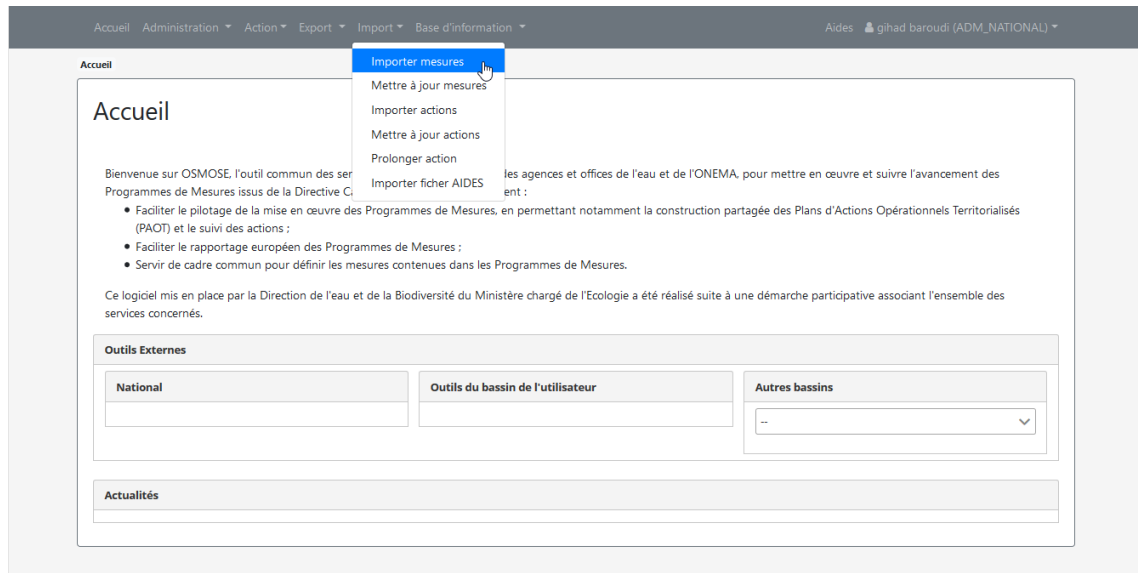 Accueil Administration Action Export Import Base d'information Aides gihad baroudi (ADM_NATIONAL)
Accueil
Importer mesures
Mettre à jour mesures
Importer actions
Mettre à jour actions
Prolonger action
Importer ficher AIDES
Accueil
Bienvenue sur OSMOSE, l'outil commun des ser des agences et offices de l'eau et de l'ONEMA, pour mettre en œuvre et suivre l'avancement des
Programmes de Mesures issus de la Directive C ent :
• Faciliter le pilotage de la mise en œuvre des Programmes de Mesures, en permettant notamment la construction partagée des Plans d'Actions Opérationnels Territorialisés
(PAOT) et le suivi des actions ;
• Faciliter le rapportage européen des Programmes de Mesures ;
• Servir de cadre commun pour définir les mesures contenues dans les Programmes de Mesures.
Ce logiciel mis en place par la Direction de l'eau et de la Biodiversité du Ministère chargé de l'Ecologie a été réalisé suite à une démarche participative associant l'ensemble des
services concernés.
Outils Externes
National Outils du bassin de l'utilisateur Autres bassins
--
Actualités